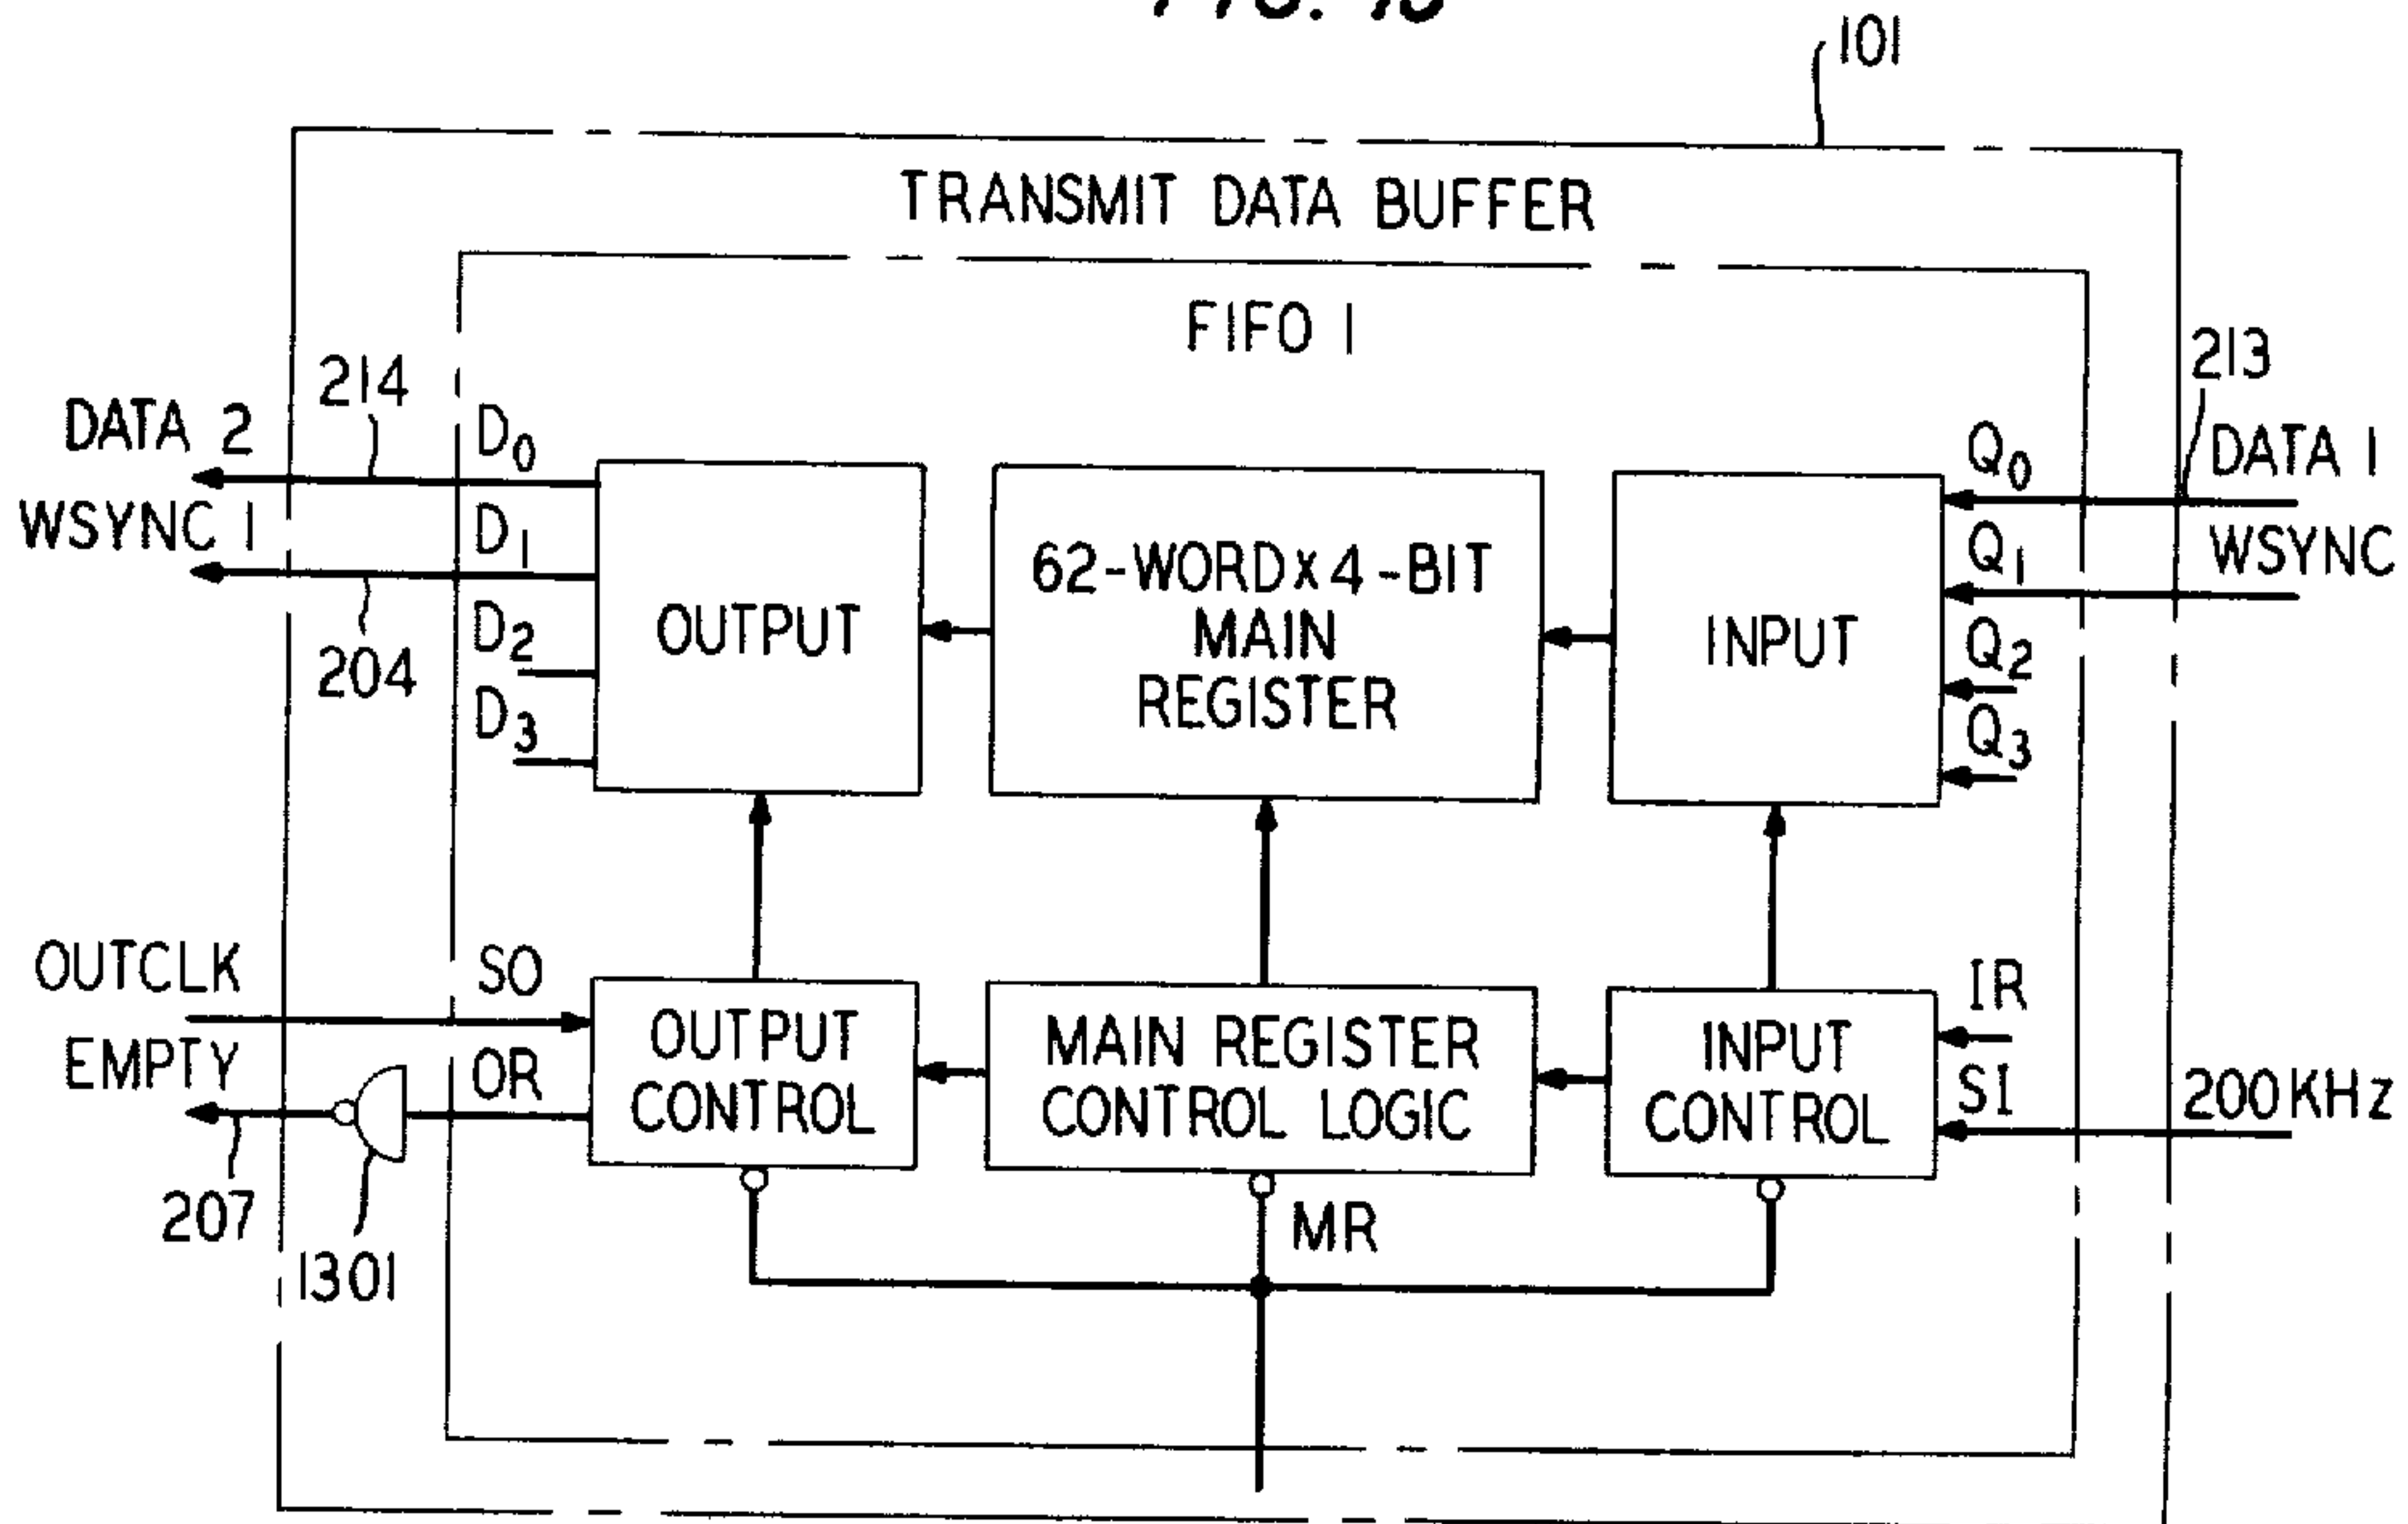 101
TRANSMIT DATA BUFFER
FIFO 1
214
213
DATA 2
D0
Q0
DATA 1
WSYNC 1
D1
Q1
WSYNC
204
D2
D3
OUTPUT
62-WORD X 4-BIT
MAIN
REGISTER
INPUT
Q2
Q3
OUTCLK
SO
IR
EMPTY
OR
SI
200KHz
OUTPUT
CONTROL
MAIN REGISTER
CONTROL LOGIC
INPUT
CONTROL
207
1301
MR